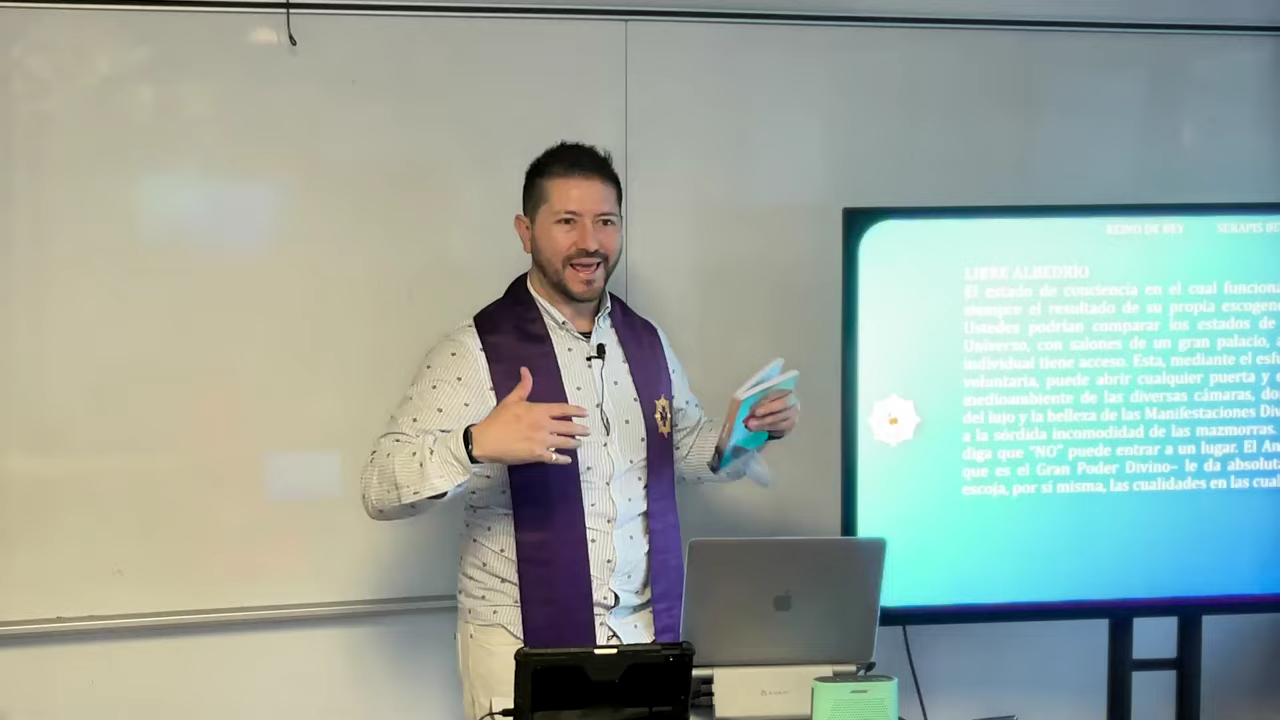 REINO DE REY SERAPIS
LIBRE ALBEDRÍO
El estado de conciencia en el cual funciona
siempre el resultado de su propia escogen
Ustedes podrían comparar los estados de
Universo, con salones de un gran palacio, a
individual tiene acceso. Esta, mediante el esf
voluntaria, puede abrir cualquier puerta y e
medioambiente de las diversas cámaras, do
del lujo y la belleza de las Manifestaciones Div
a la sórdida incomodidad de las mazmorras.
diga que "NO" puede entrar a un lugar. El An
que es el Gran Poder Divino– le da absolut
escoja, por sí misma, las cualidades en las cual
BOSE